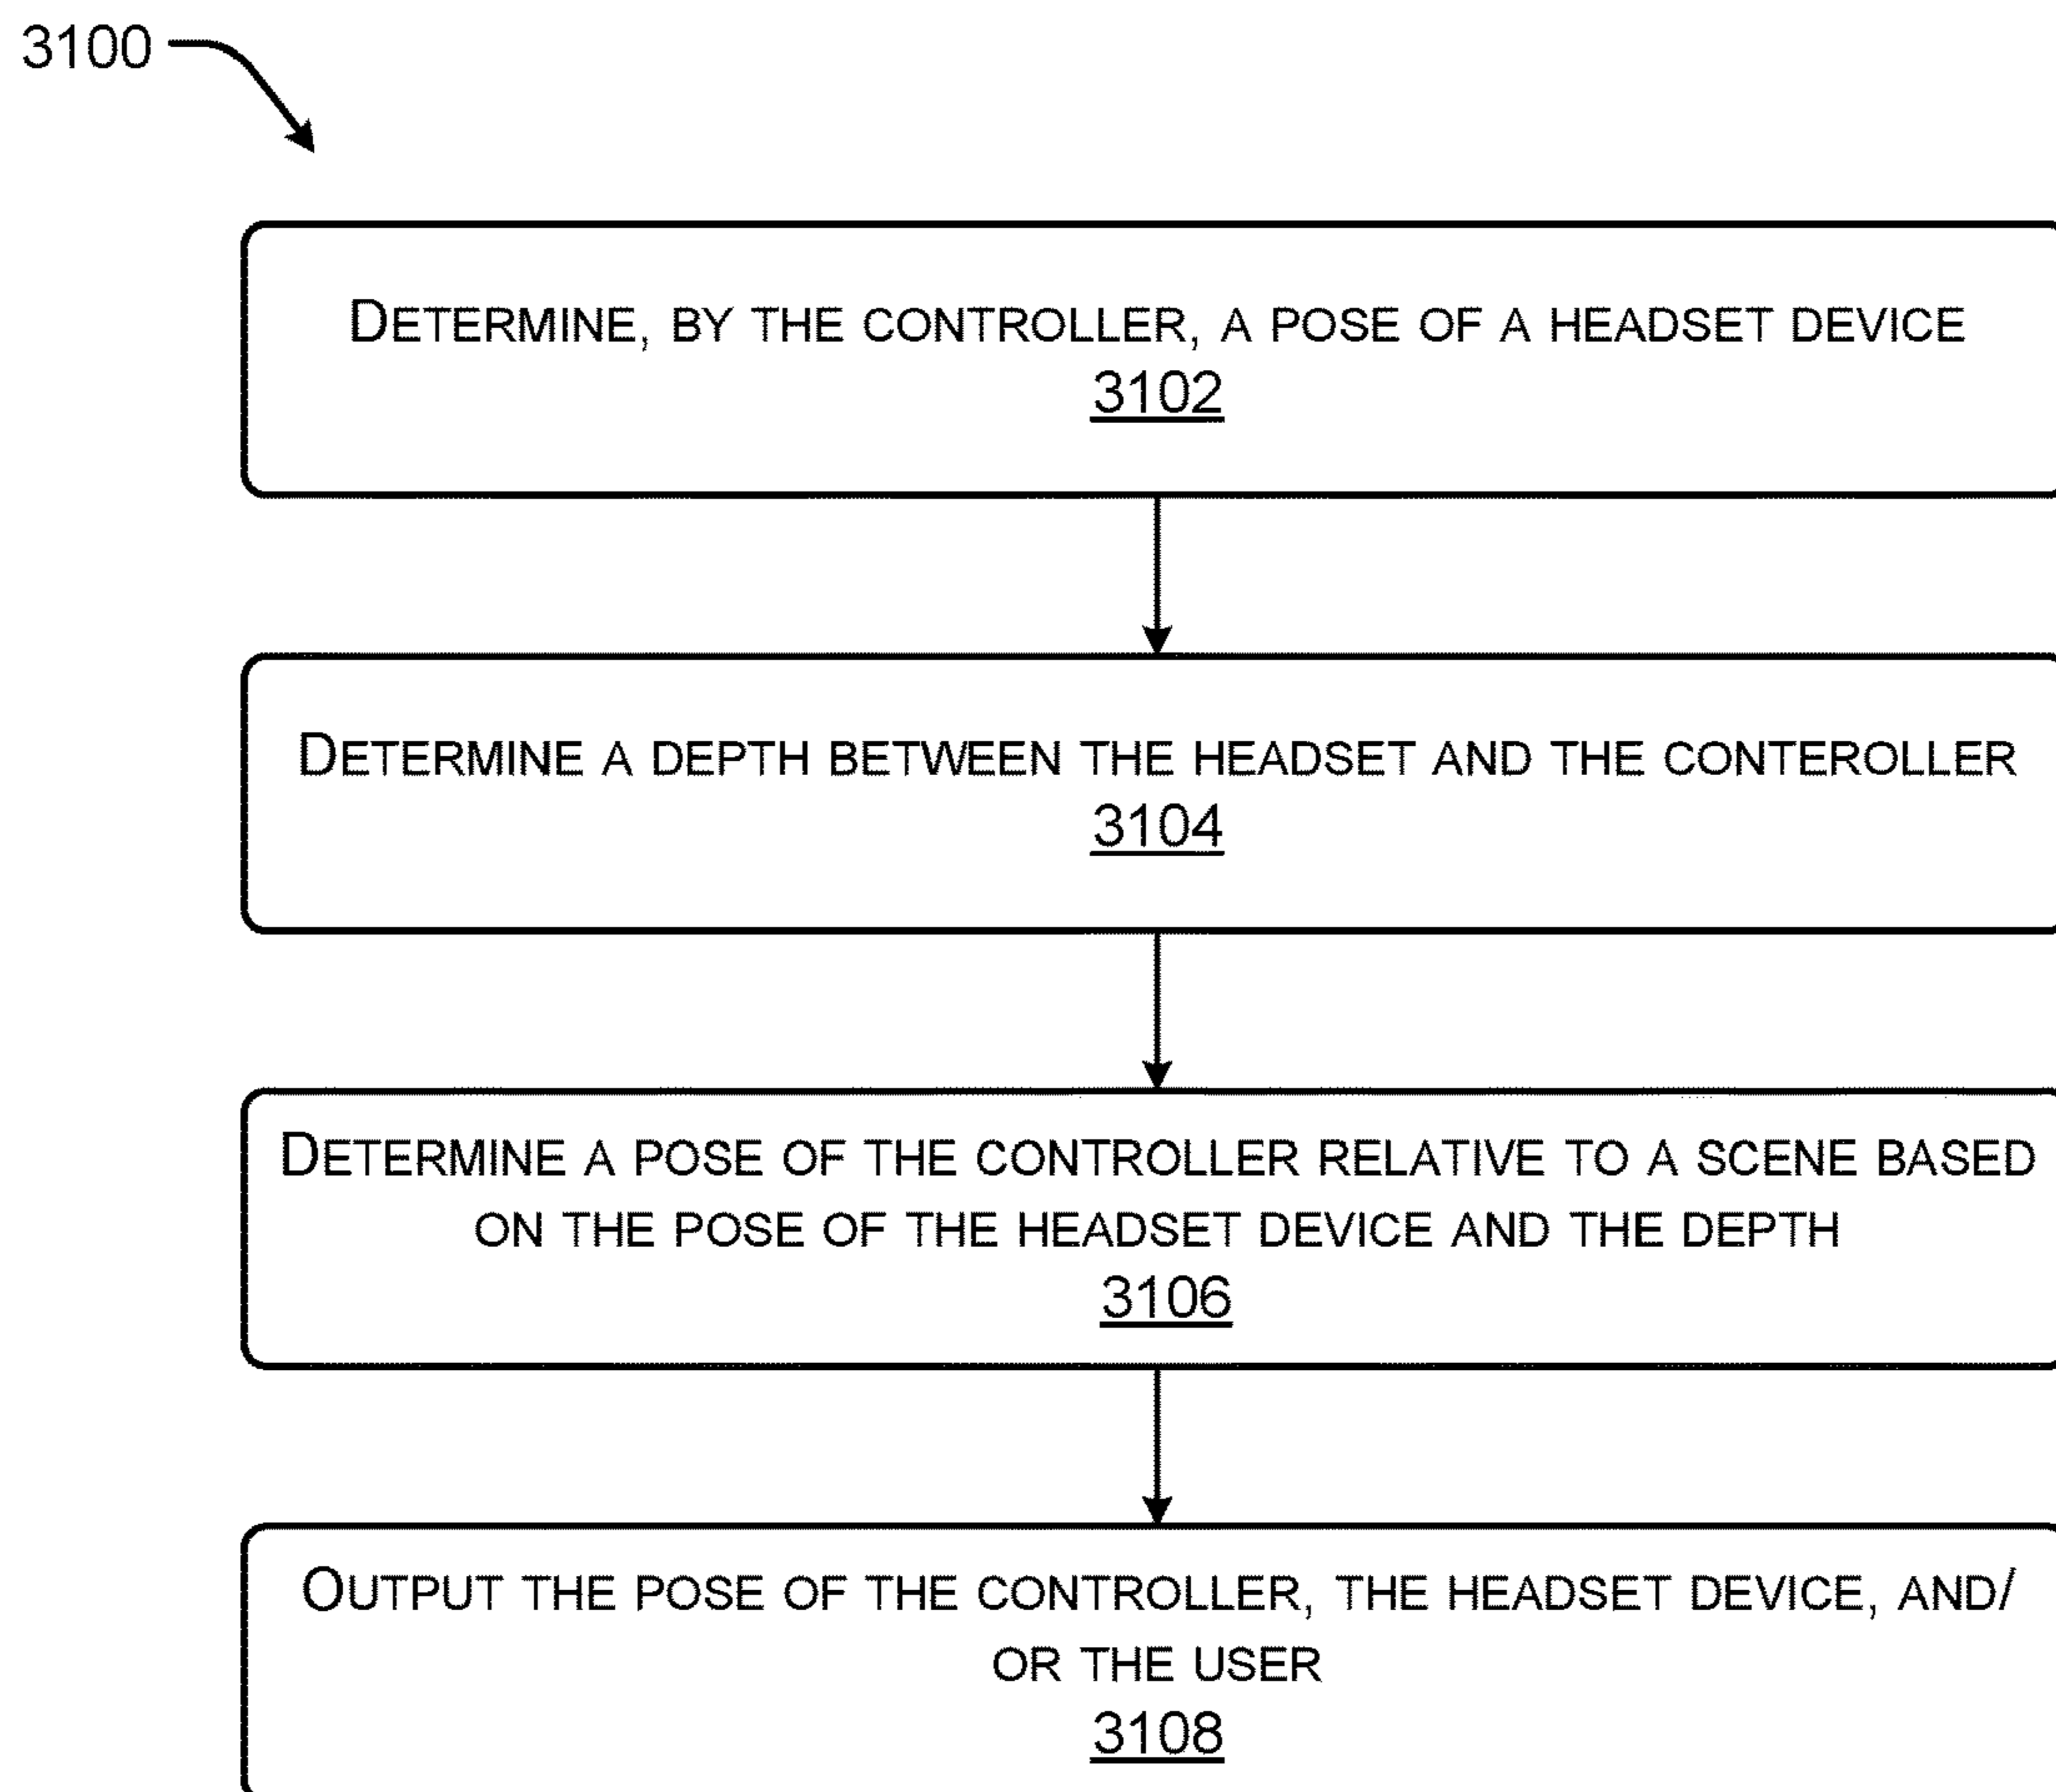 3100
DETERMINE, BY THE CONTROLLER, A POSE OF A HEADSET DEVICE
3102
DETERMINE A DEPTH BETWEEN THE HEADSET AND THE CONTEROLLER
3104
DETERMINE A POSE OF THE CONTROLLER RELATIVE TO A SCENE BASED
ON THE POSE OF THE HEADSET DEVICE AND THE DEPTH
3106
OUTPUT THE POSE OF THE CONTROLLER, THE HEADSET DEVICE, AND/
OR THE USER
3108